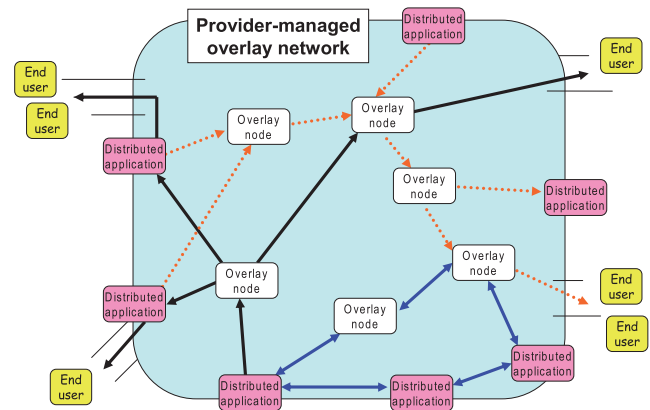 Provider-managed
overlay network
Distributed
application
End
user
End
user
End
user
Overlay
node
Overlay
node
Distributed
application
Overlay
node
Distributed
application
Overlay
node
Overlay
node
Distributed
application
End
user
Overlay
node
End
user
Distributed
application
End
user
Distributed
application
Distributed
application